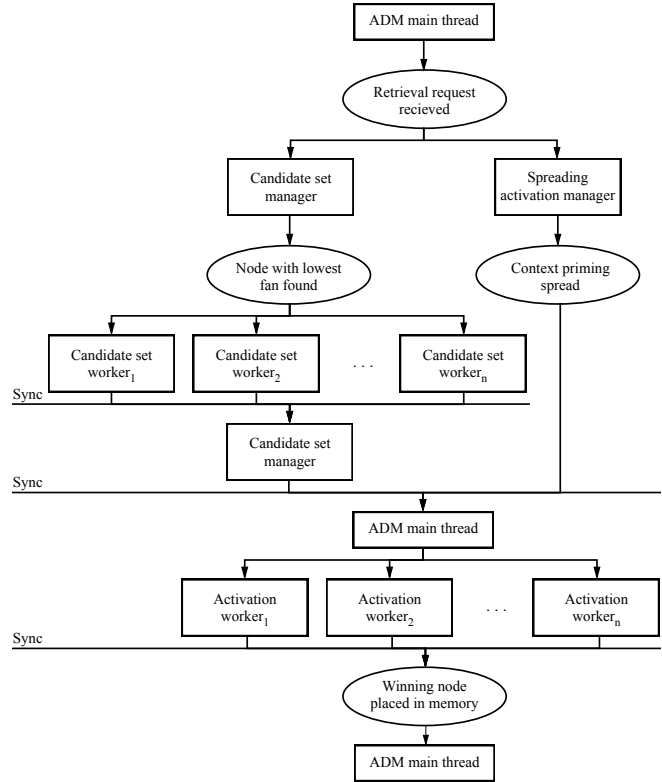 ADM main thread
Retrieval request
recieved
Candidate set
manager
Spreading
activation manager
Node with lowest
fan found
Context priming
spread
Candidate set
worker1
Candidate set
worker2
. . .
Candidate set
workern
Sync
Candidate set
manager
Sync
ADM main thread
Activation
worker1
Activation
worker2
. . .
Activation
workern
Sync
Winning node
placed in memory
ADM main thread